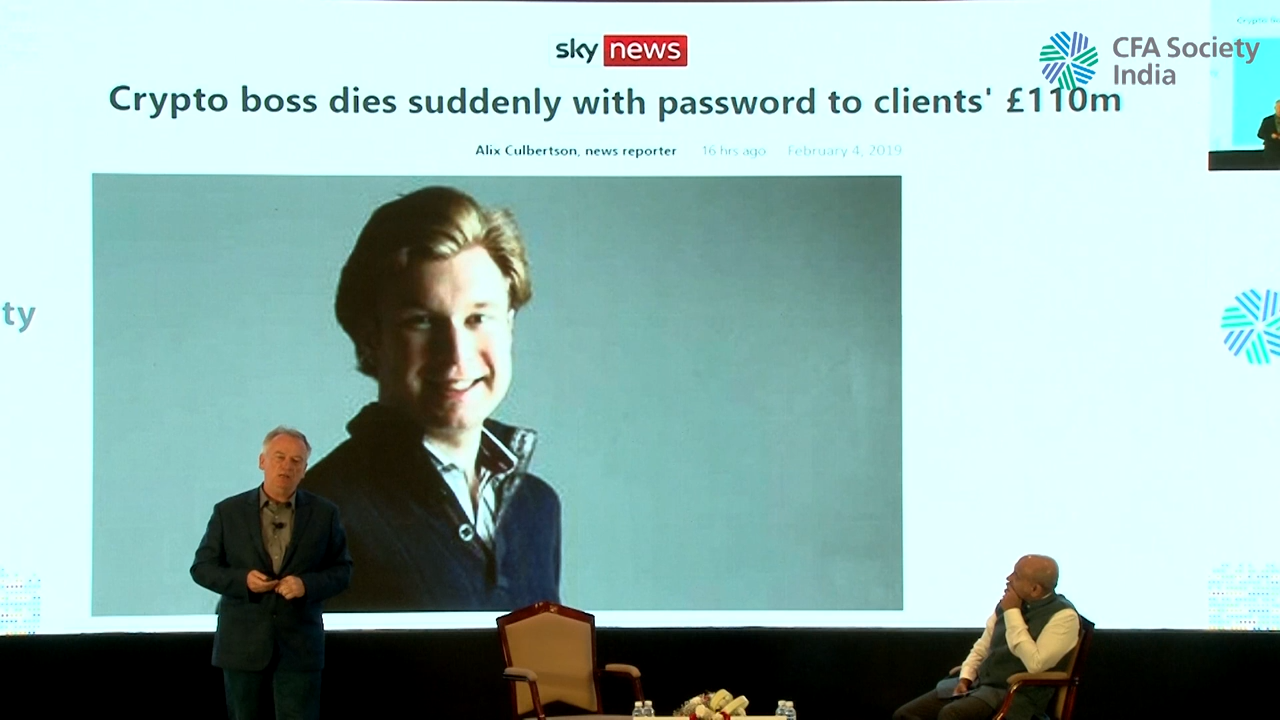 sky news
CFA Society
India
Crypto boss dies suddenly with password to clients' £110m
Alix Culbertson, news reporter 16 hrs ago February 4, 2019
ty